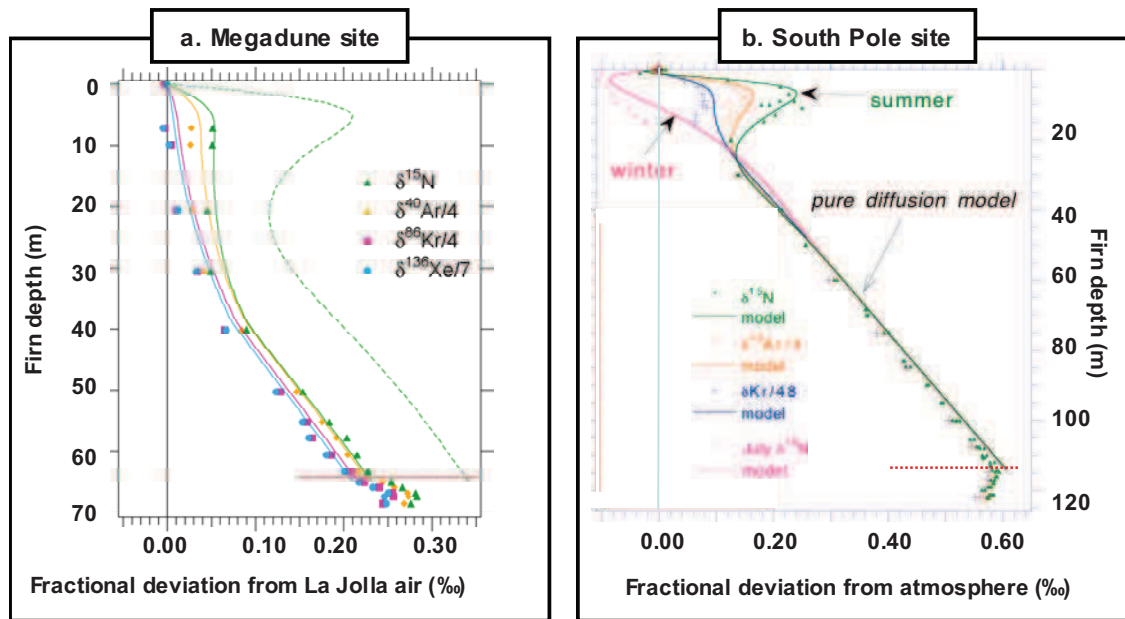 a. Megadune site
0
10
20
30
40
50
60
70
Firn depth (m)
δ¹⁵N
δ⁴⁰Ar/4
δ⁸⁶Kr/4
δ¹³⁶Xe/7
0.00 0.10 0.20 0.30
Fractional deviation from La Jolla air (‰)
b. South Pole site
summer
winter
pure diffusion model
δ¹⁵N
model
model
δKr/48
model
July δ¹⁵N
model
20
40
60
80
100
120
Firn depth (m)
0.00 0.20 0.40 0.60
Fractional deviation from atmosphere (‰)